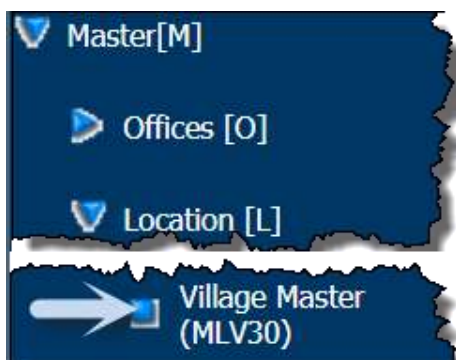 Master[M]
Offices [O]
Location [L]
Village Master
(MLV30)